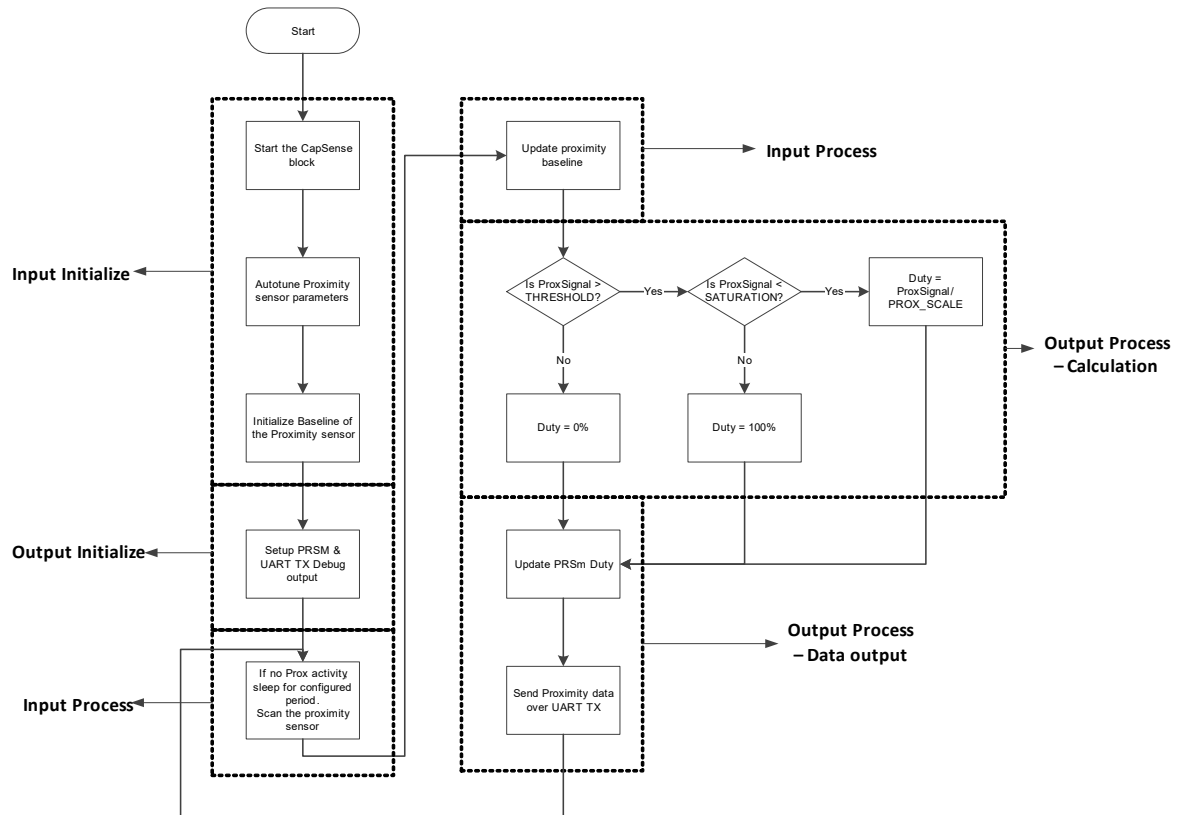 Start
Start the CapSense
block
Autotune Proximity
sensor parameters
Initialize Baseline of
the Proximity sensor
Input Initialize
Setup PRSM &
UART TX Debug
output
Output Initialize
If no Prox activity,
sleep for configured
period.
Scan the proximity
sensor
Input Process
Update proximity
baseline
Input Process
Is ProxSignal >
THRESHOLD?
Yes
Is ProxSignal <
SATURATION?
Yes
Duty =
ProxSignal/
PROX_SCALE
No
No
Duty = 0%
Duty = 100%
Output Process
– Calculation
Update PRSm Duty
Send Proximity data
over UART TX
Output Process
– Data output